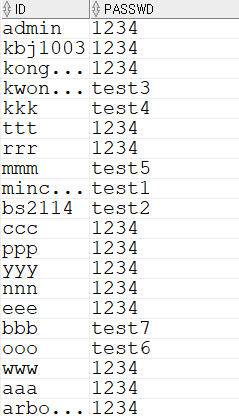 ID PASSWD
admin 1234
kbj1003 1234
kong... 1234
kwon... test3
kkk test4
ttt 1234
rrr 1234
mmm test5
minc... test1
bs2114 test2
ccc 1234
ppp 1234
yyy 1234
nnn 1234
eee 1234
bbb test7
ooo test6
www 1234
aaa 1234
arbo... 1234